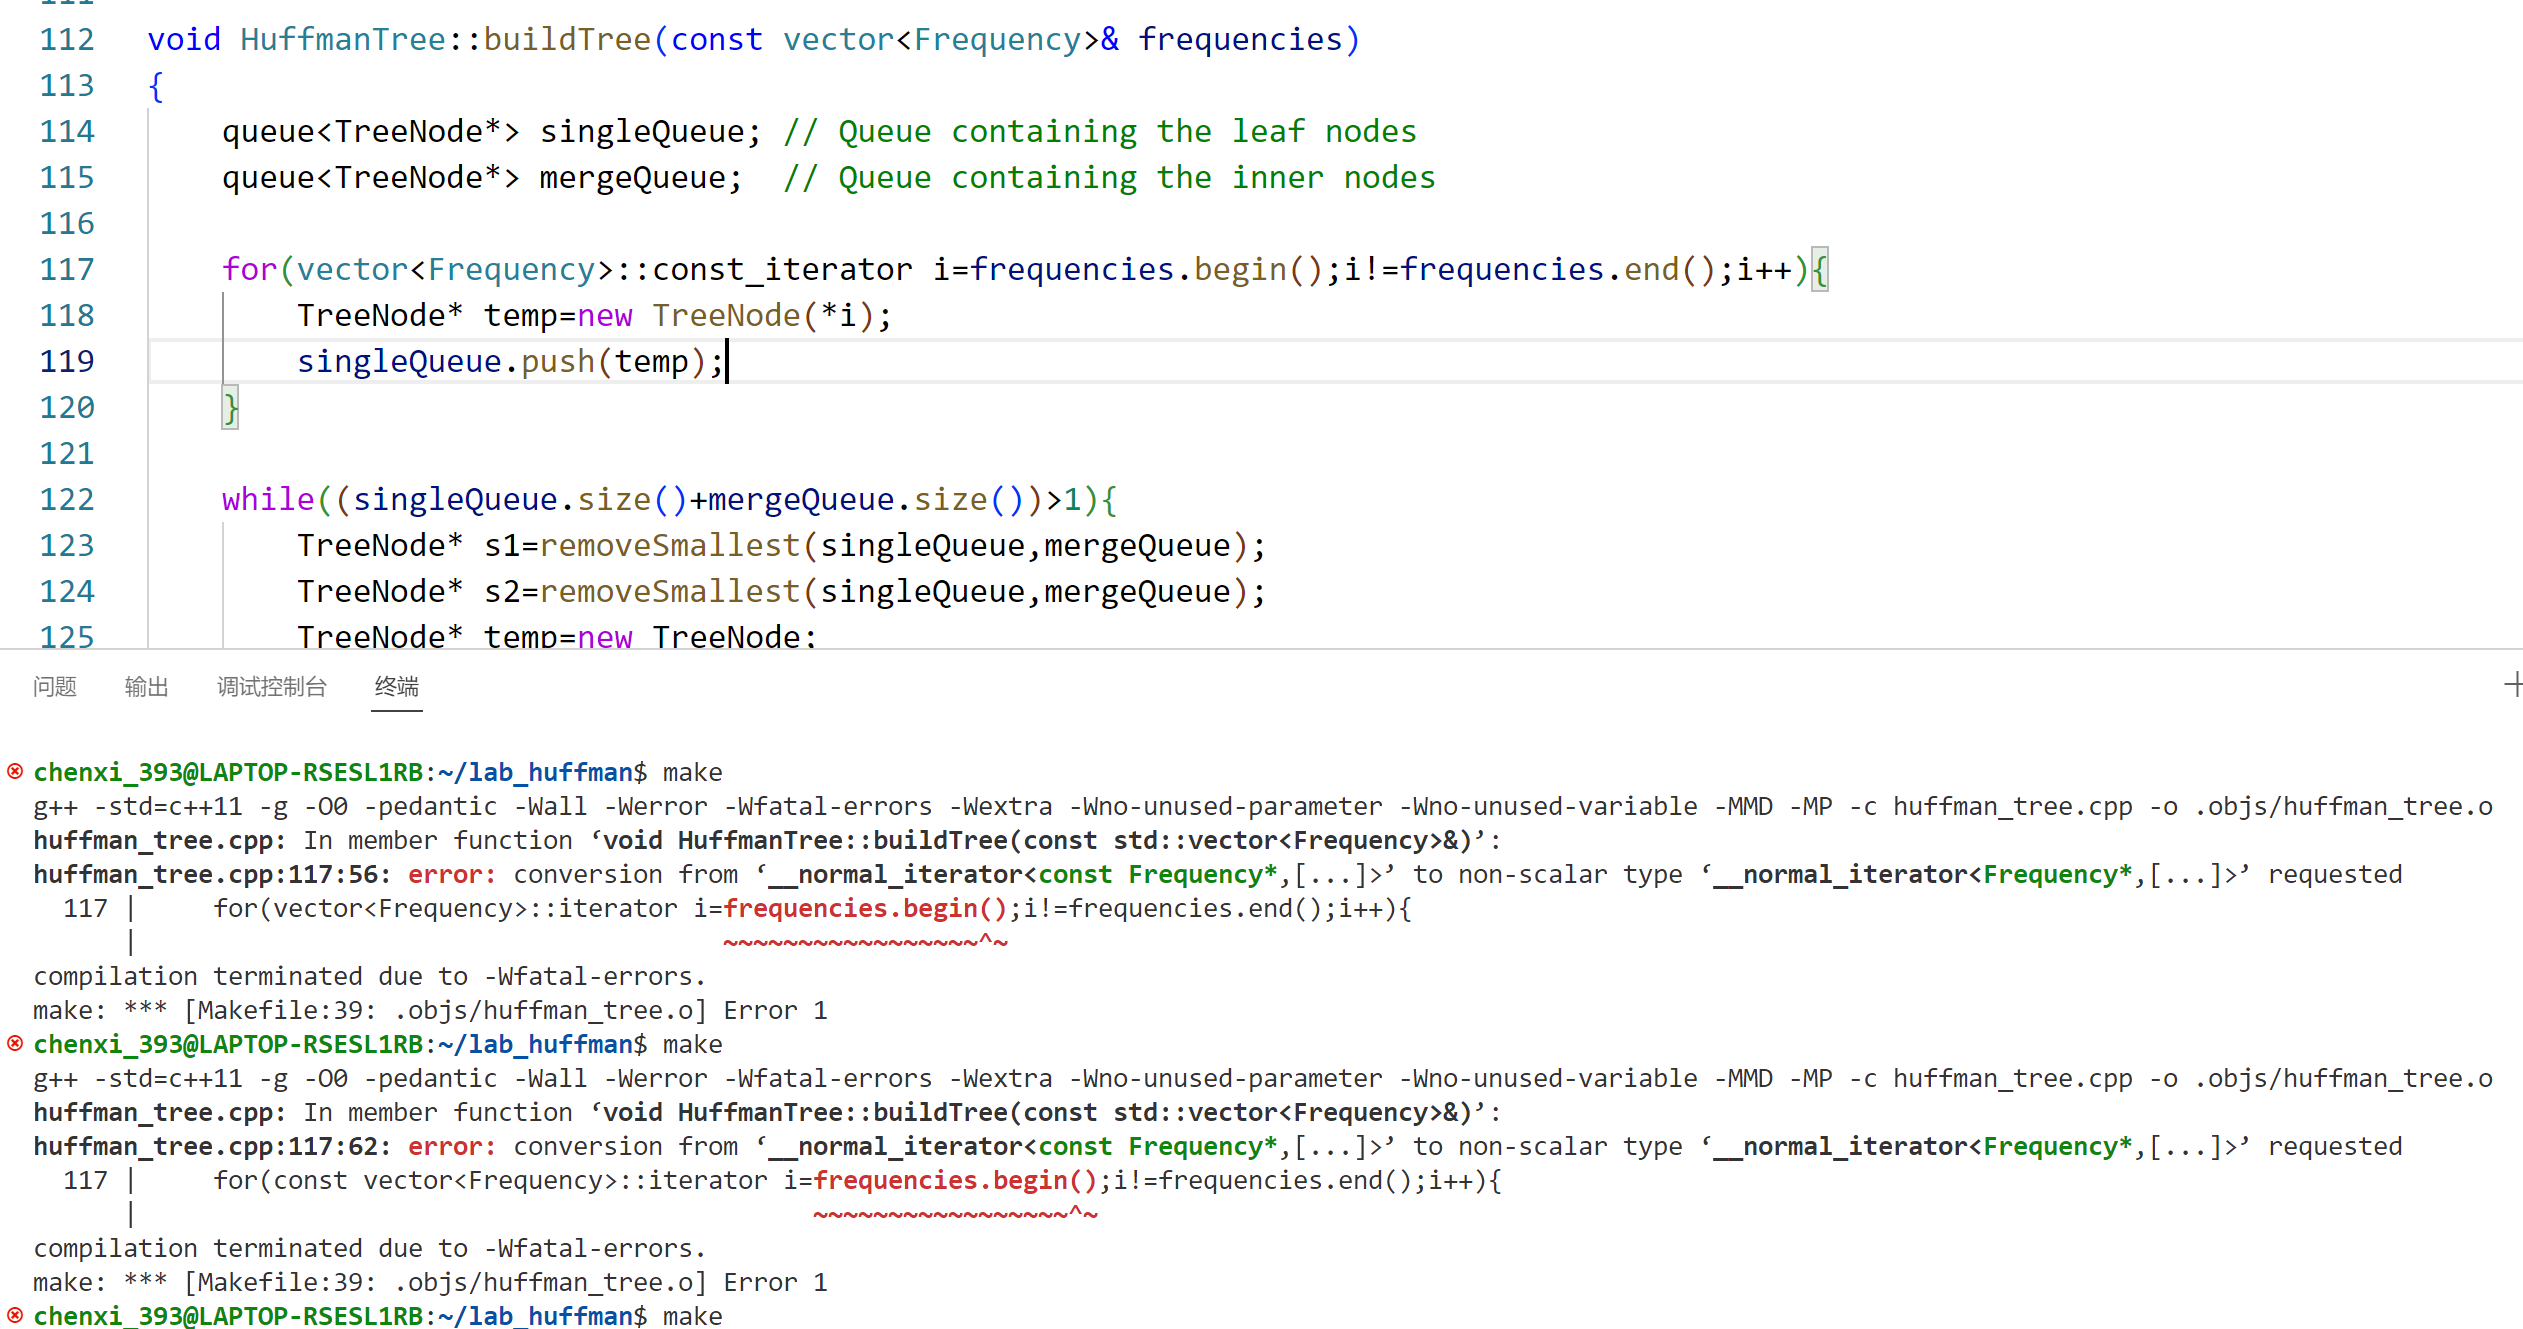 111
112 void HuffmanTree::buildTree(const vector<Frequency>& frequencies)
113 {
114     queue<TreeNode*> singleQueue; // Queue containing the leaf nodes
115     queue<TreeNode*> mergeQueue;  // Queue containing the inner nodes
116
117     for(vector<Frequency>::const_iterator i=frequencies.begin();i!=frequencies.end();i++){
118         TreeNode* temp=new TreeNode(*i);
119         singleQueue.push(temp);
120     }
121
122     while((singleQueue.size()+mergeQueue.size())>1){
123         TreeNode* s1=removeSmallest(singleQueue,mergeQueue);
124         TreeNode* s2=removeSmallest(singleQueue,mergeQueue);
125         TreeNode* temp=new TreeNode;
问题 输出 调试控制台 终端
chenxi_393@LAPTOP-RSESL1RB:~/lab_huffman$ make
g++ -std=c++11 -g -O0 -pedantic -Wall -Werror -Wfatal-errors -Wextra -Wno-unused-parameter -Wno-unused-variable -MMD -MP -c huffman_tree.cpp -o .objs/huffman_tree.o
huffman_tree.cpp: In member function ‘void HuffmanTree::buildTree(const std::vector<Frequency>&)’:
huffman_tree.cpp:117:56: error: conversion from ‘__normal_iterator<const Frequency*,[...]>’ to non-scalar type ‘__normal_iterator<Frequency*,[...]>’ requested
  117 |     for(vector<Frequency>::iterator i=frequencies.begin();i!=frequencies.end();i++){
      |                                       ~~~~~~~~~~~~~~~~~^~
compilation terminated due to -Wfatal-errors.
make: *** [Makefile:39: .objs/huffman_tree.o] Error 1
chenxi_393@LAPTOP-RSESL1RB:~/lab_huffman$ make
g++ -std=c++11 -g -O0 -pedantic -Wall -Werror -Wfatal-errors -Wextra -Wno-unused-parameter -Wno-unused-variable -MMD -MP -c huffman_tree.cpp -o .objs/huffman_tree.o
huffman_tree.cpp: In member function ‘void HuffmanTree::buildTree(const std::vector<Frequency>&)’:
huffman_tree.cpp:117:62: error: conversion from ‘__normal_iterator<const Frequency*,[...]>’ to non-scalar type ‘__normal_iterator<Frequency*,[...]>’ requested
  117 |     for(const vector<Frequency>::iterator i=frequencies.begin();i!=frequencies.end();i++){
      |                                             ~~~~~~~~~~~~~~~~~^~
compilation terminated due to -Wfatal-errors.
make: *** [Makefile:39: .objs/huffman_tree.o] Error 1
chenxi_393@LAPTOP-RSESL1RB:~/lab_huffman$ make